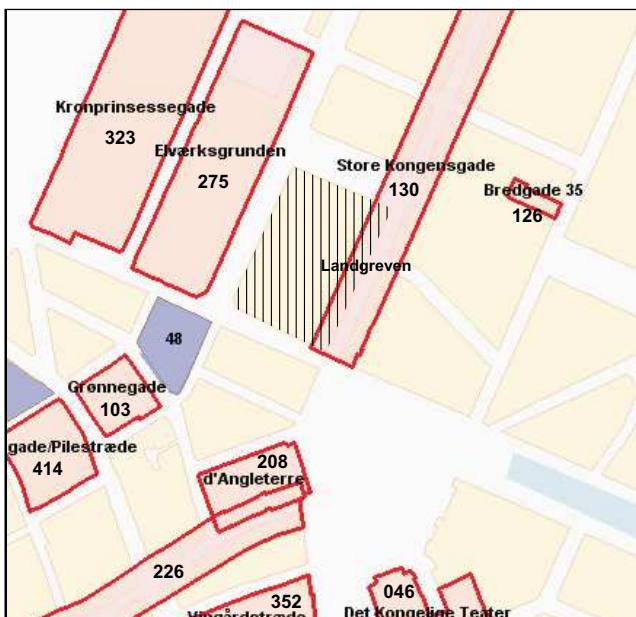 Kronprinsessegade
323
Elværksgrunden
275
Store Kongensgade
130
Bredgade 35
126
Landgreven
48
Grønnegade
103
gade/Pilestræde
414
208
d'Angleterre
226
352
Vingårdstræde
046
Det Kongelige Teater